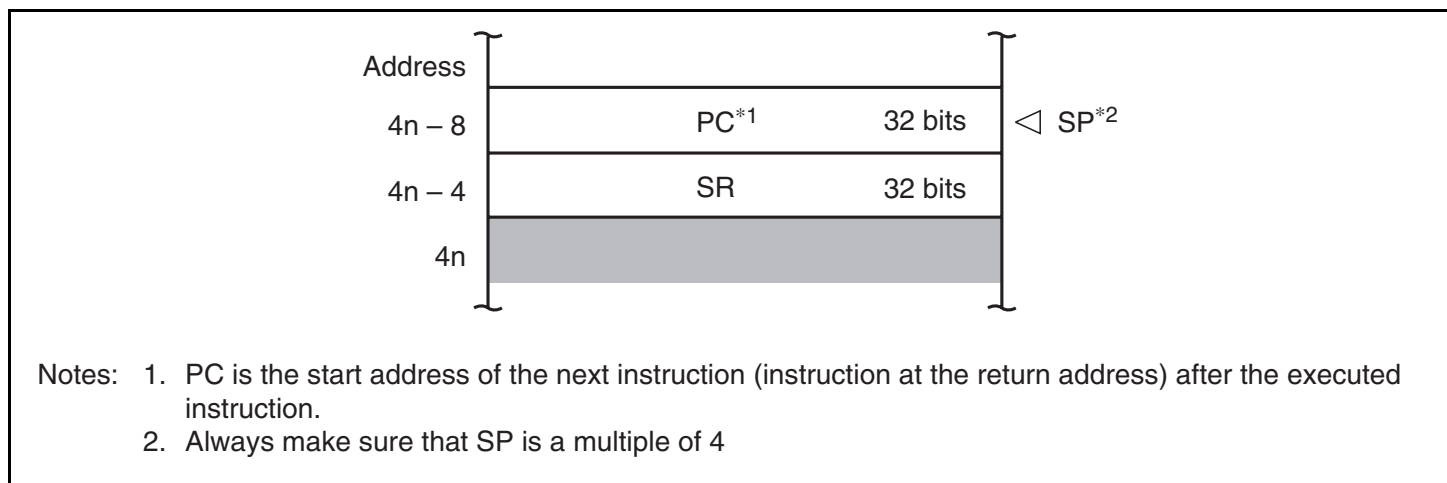 Address
4n – 8 PC*1 32 bits SP*2
4n – 4 SR 32 bits
4n
Notes: 1. PC is the start address of the next instruction (instruction at the return address) after the executed
instruction.
2. Always make sure that SP is a multiple of 4